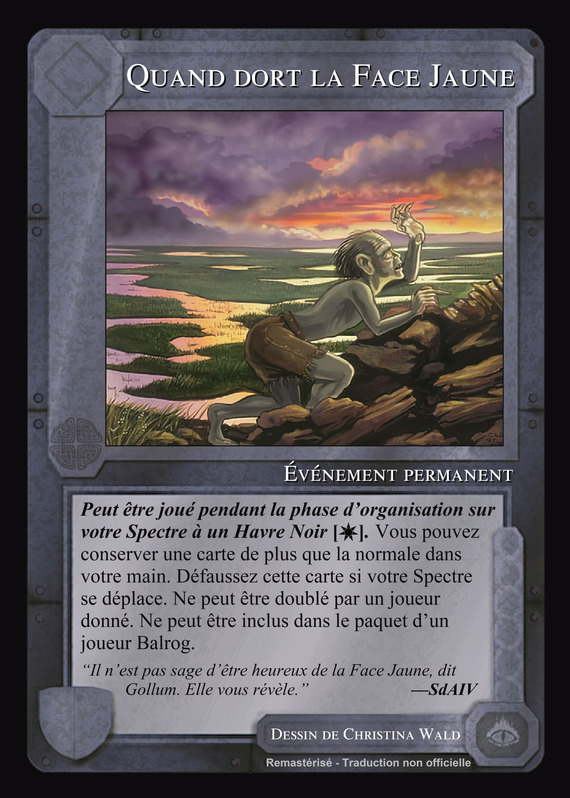 Quand dort la Face Jaune
Événement permanent
Peut être joué pendant la phase d'organisation sur
votre Spectre à un Havre Noir [☀]. Vous pouvez
conserver une carte de plus que la normale dans
votre main. Défaussez cette carte si votre Spectre
se déplace. Ne peut être doublé par un joueur
donné. Ne peut être inclus dans le paquet d'un
joueur Balrog.
“Il n'est pas sage d'être heureux de la Face Jaune, dit
Gollum. Elle vous révèle.” —SdAIV
Dessin de Christina Wald
Remastérisé - Traduction non officielle